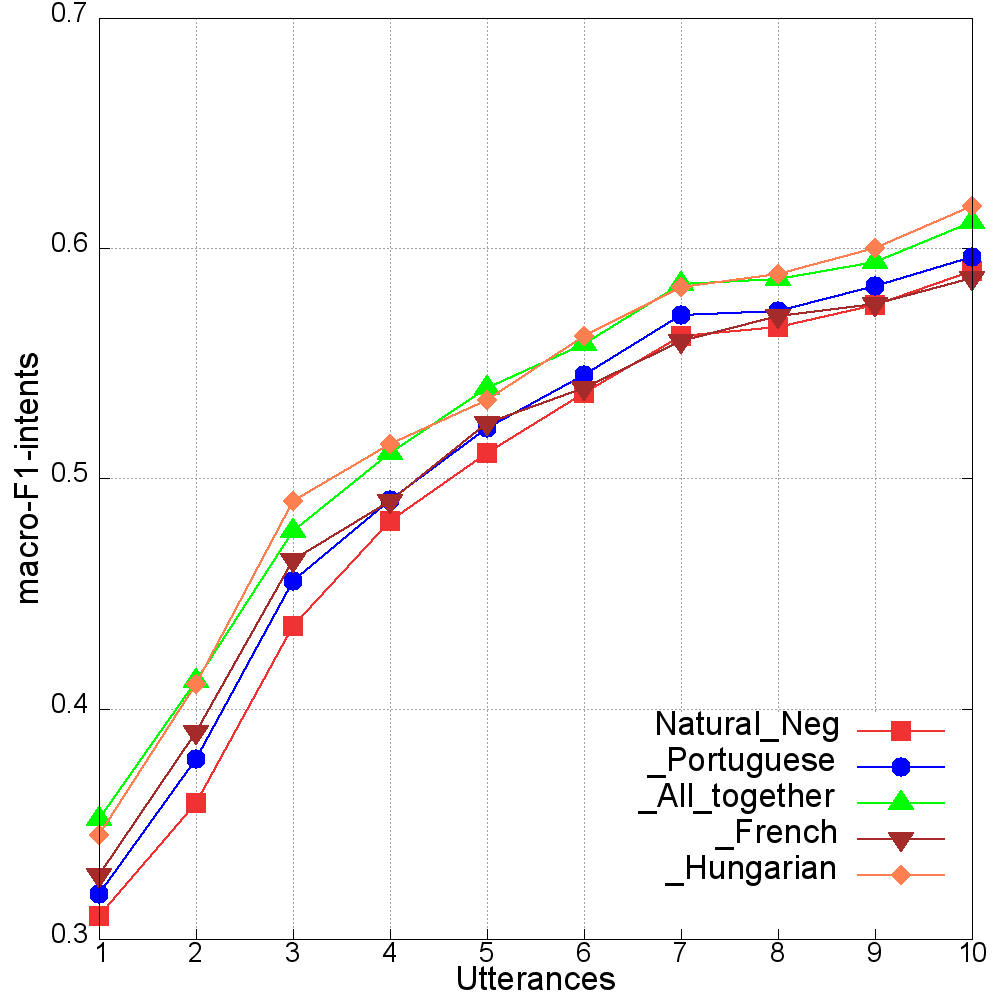 0.7
0.6
0.5
0.4
0.3
macro-F1-intents
Natural_Neg
_Portuguese
_All_together
_French
_Hungarian
1 2 3 4 5 6 7 8 9 10
Utterances